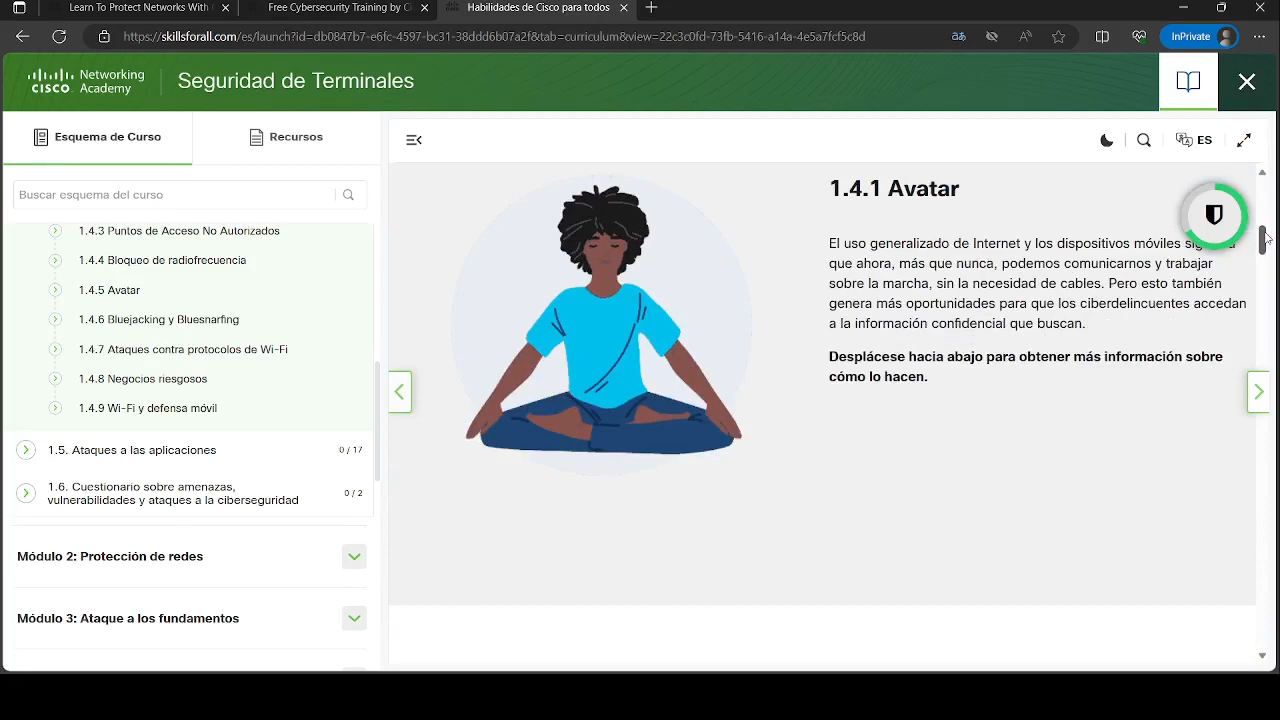 Learn To Protect Networks With
Free Cybersecurity Training by
Habilidades de Cisco para todos
https://skillsforall.com/es/launch?id=db0847b7-e6fc-4597-bc31-38ddd6b07a2f&tab=curriculum&view=22c3c0fd-73fb-5416-a14a-4e5a7fcf5c8d
InPrivate
CISCO Networking Academy
Seguridad de Terminales
Esquema de Curso
Recursos
ES
Buscar esquema del curso
1.4.3 Puntos de Acceso No Autorizados
1.4.4 Bloqueo de radiofrecuencia
1.4.5 Avatar
1.4.6 Bluejacking y Bluesnarfing
1.4.7 Ataques contra protocolos de Wi-Fi
1.4.8 Negocios riesgosos
1.4.9 Wi-Fi y defensa móvil
1.5. Ataques a las aplicaciones 0 / 17
1.6. Cuestionario sobre amenazas,
vulnerabilidades y ataques a la ciberseguridad 0 / 2
Módulo 2: Protección de redes
Módulo 3: Ataque a los fundamentos
1.4.1 Avatar
El uso generalizado de Internet y los dispositivos móviles
que ahora, más que nunca, podemos comunicarnos y trabajar
sobre la marcha, sin la necesidad de cables. Pero esto también
genera más oportunidades para que los ciberdelincuentes accedan
a la información confidencial que buscan.
Desplácese hacia abajo para obtener más información sobre
cómo lo hacen.